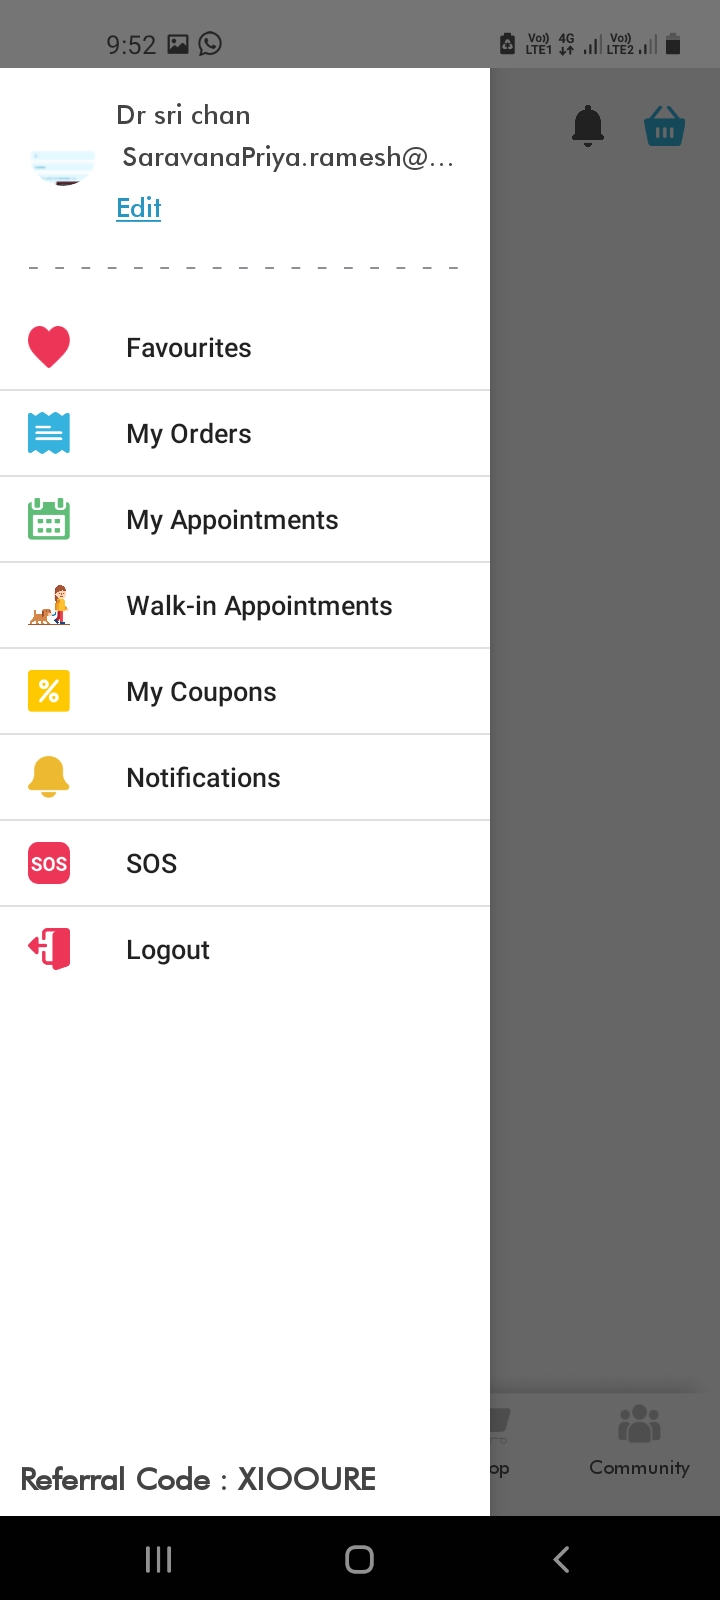 9:52
Vo)) 4G Vo))
LTE1 LTE2
Dr sri chan
SaravanaPriya.ramesh@...
Edit
Favourites
My Orders
My Appointments
Walk-in Appointments
% My Coupons
Notifications
SOS SOS
Logout
op Community
Referral Code : XIOOURE